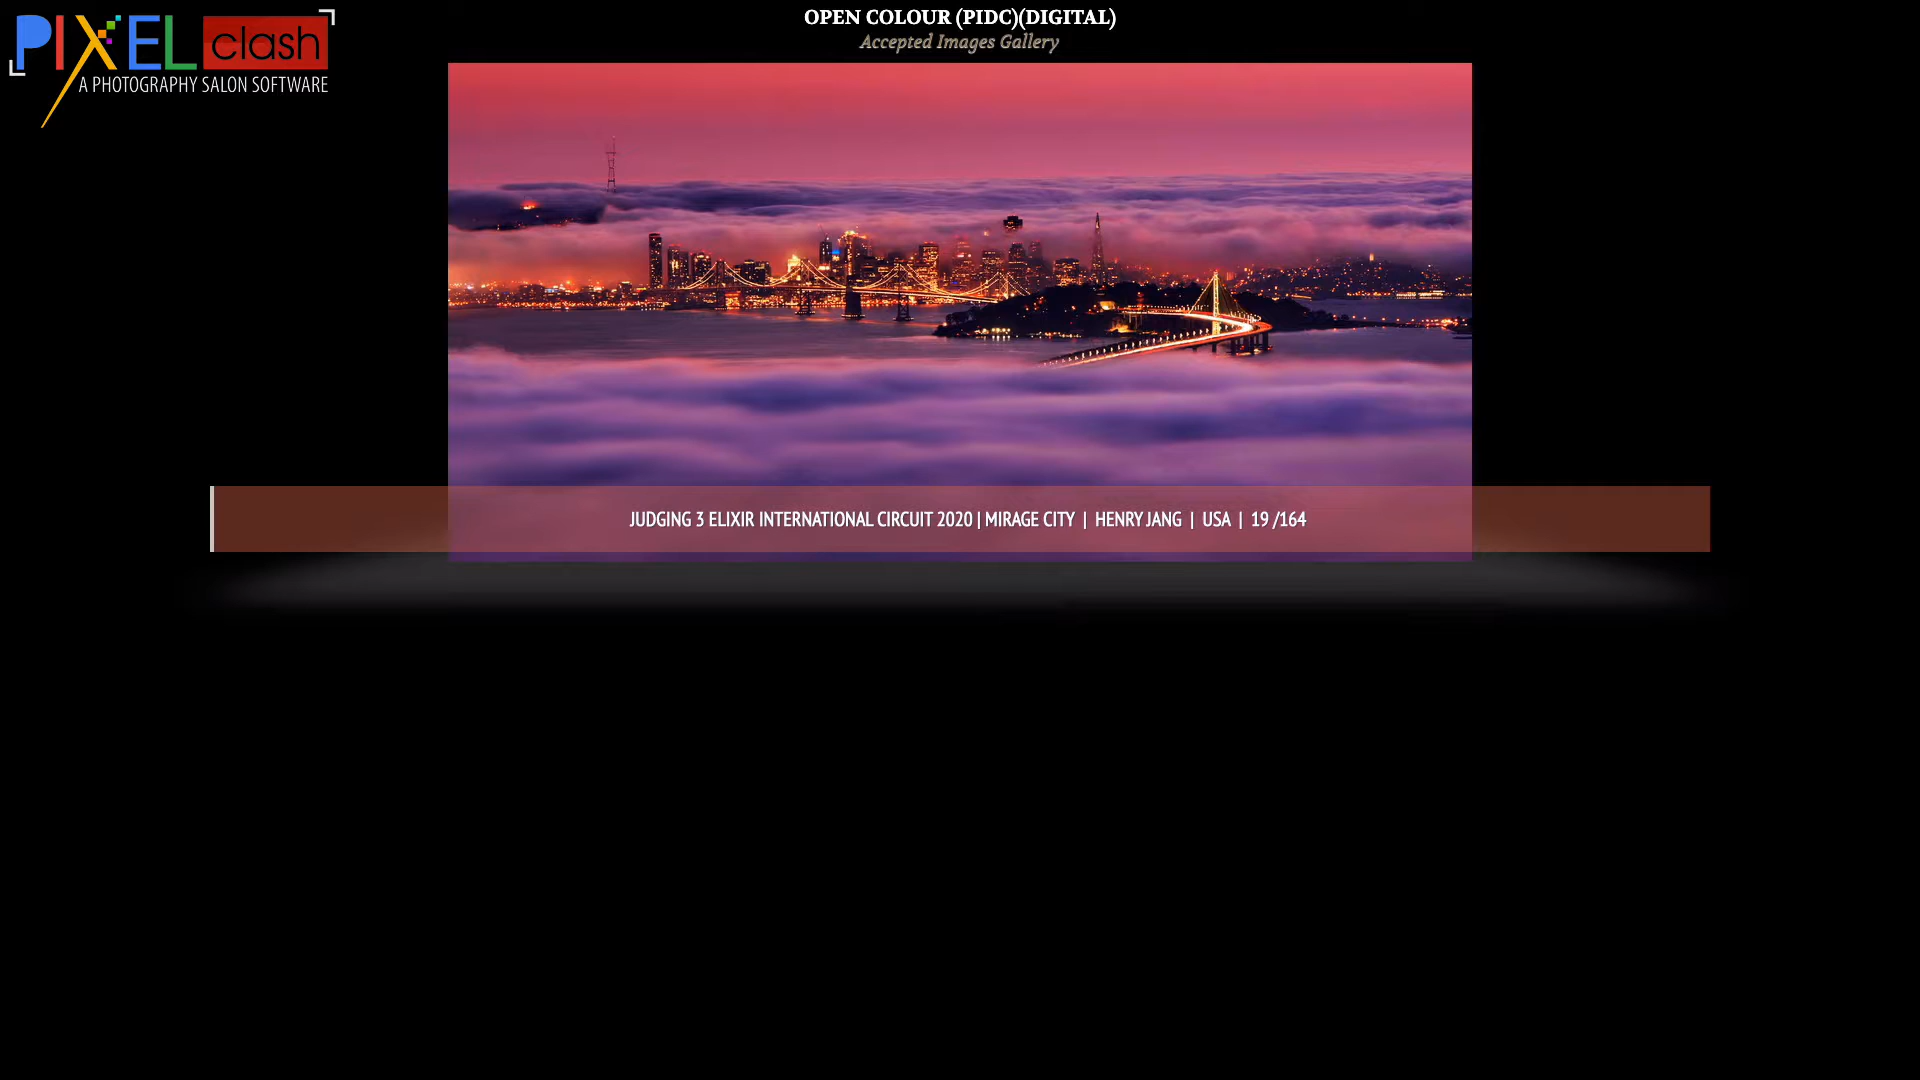 PIXEL clash
A PHOTOGRAPHY SALON SOFTWARE
OPEN COLOUR (PIDC)(DIGITAL)
Accepted Images Gallery
JUDGING 3 ELIXIR INTERNATIONAL CIRCUIT 2020 | MIRAGE CITY | HENRY JANG | USA | 19 /164